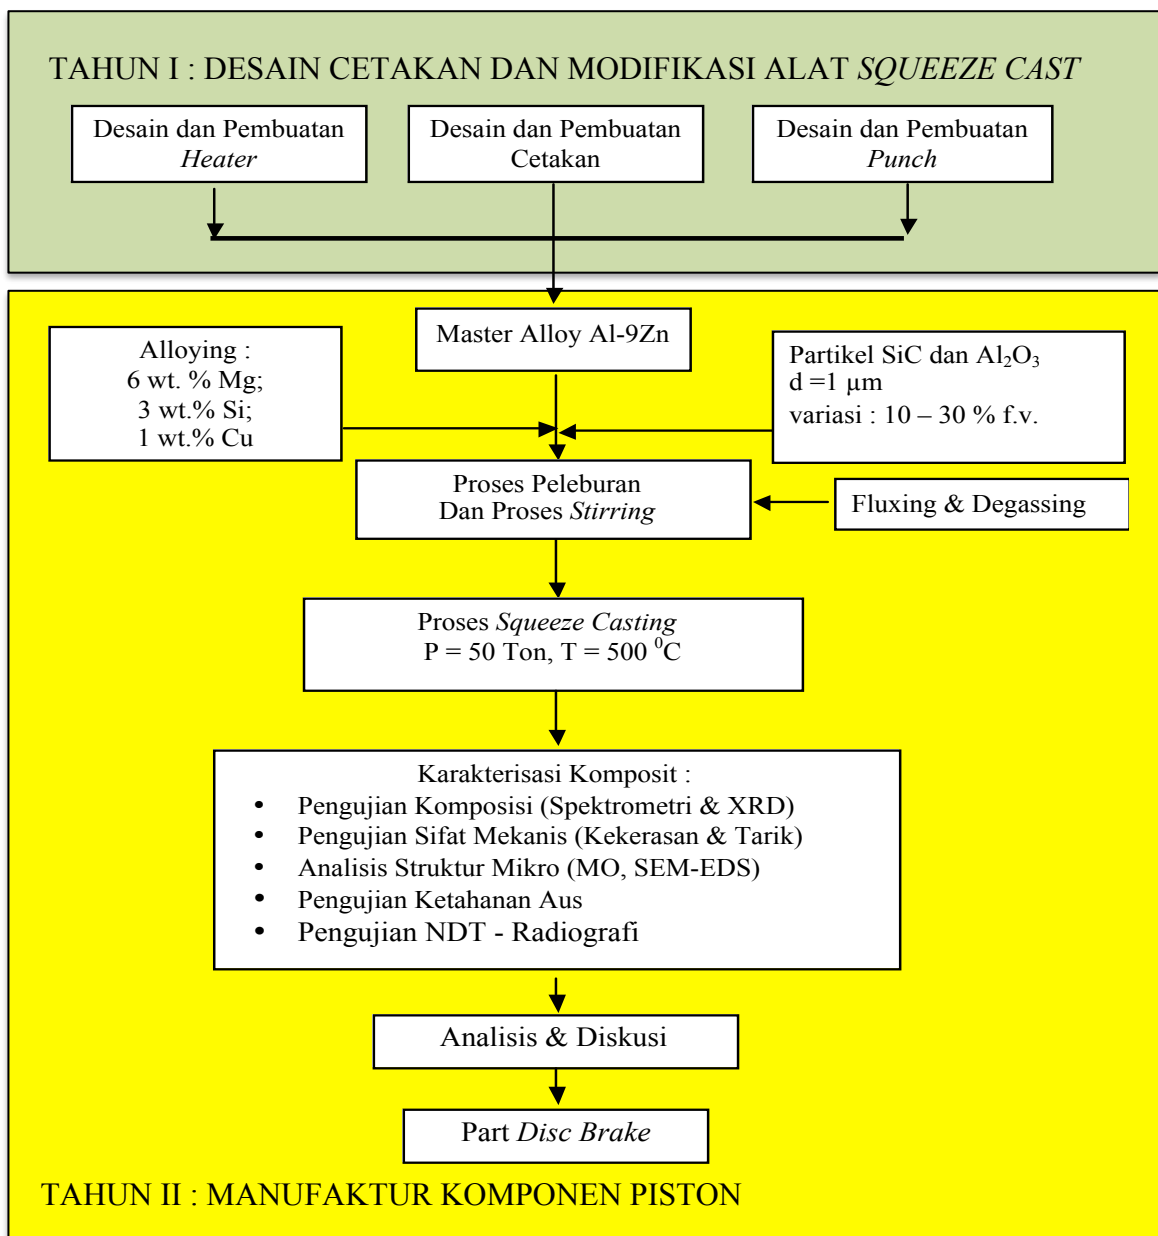 TAHUN I : DESAIN CETAKAN DAN MODIFIKASI ALAT SQUEEZE CAST
Desain dan Pembuatan
Heater
Desain dan Pembuatan
Cetakan
Desain dan Pembuatan
Punch
Master Alloy Al-9Zn
Alloying :
6 wt. % Mg;
3 wt.% Si;
1 wt.% Cu
Partikel SiC dan Al₂O₃
d =1 µm
variasi : 10 – 30 % f.v.
Proses Peleburan
Dan Proses Stirring
Fluxing & Degassing
Proses Squeeze Casting
P = 50 Ton, T = 500 ⁰C
Karakterisasi Komposit :
• Pengujian Komposisi (Spektrometri & XRD)
• Pengujian Sifat Mekanis (Kekerasan & Tarik)
• Analisis Struktur Mikro (MO, SEM-EDS)
• Pengujian Ketahanan Aus
• Pengujian NDT - Radiografi
Analisis & Diskusi
Part Disc Brake
TAHUN II : MANUFAKTUR KOMPONEN PISTON